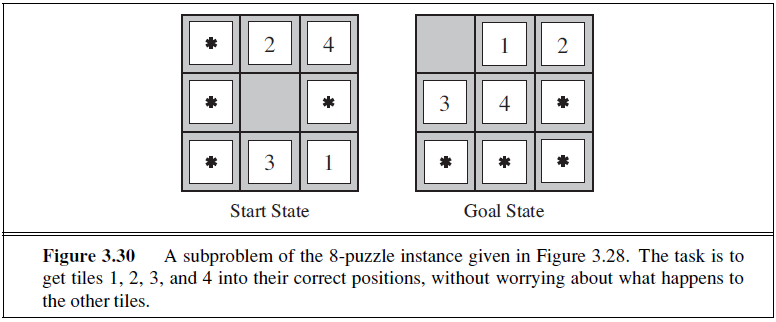 * 2 4
* *
* 3 1
Start State
1 2
3 4 *
* * *
Goal State
Figure 3.30 A subproblem of the 8-puzzle instance given in Figure 3.28. The task is to
get tiles 1, 2, 3, and 4 into their correct positions, without worrying about what happens to
the other tiles.